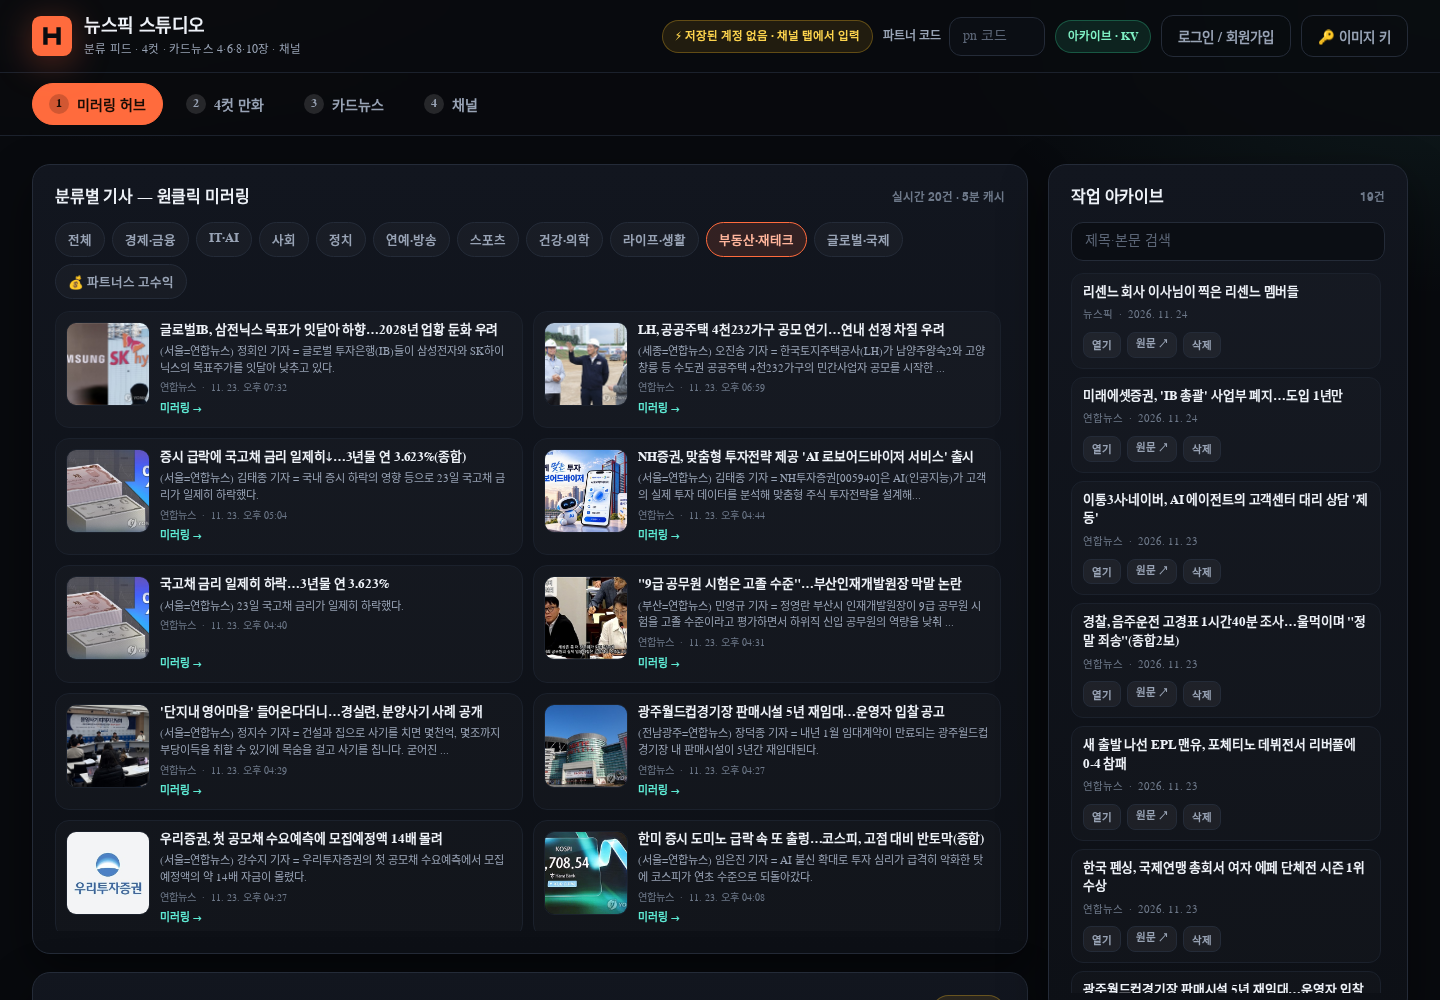 H
뉴스픽 스튜디오
분류 피드 · 4컷 · 카드뉴스 4·6·8·10장 · 채널
⚡ 저장된 계정 없음 · 채널 탭에서 입력
파트너 코드
pn 코드
아카이브 · KV
로그인 / 회원가입
🔑 이미지 키
1 미러링 허브
2 4컷 만화
3 카드뉴스
4 채널
분류별 기사 — 원클릭 미러링
실시간 20건 · 5분 캐시
전체
경제·금융
IT·AI
사회
정치
연예·방송
스포츠
건강·의학
라이프·생활
부동산·재테크
글로벌·국제
💰 파트너스 고수익
글로벌IB, 삼전닉스 목표가 잇달아 하향…2028년 업황 둔화 우려
(서울=연합뉴스) 정회인 기자 = 글로벌 투자은행(IB)들이 삼성전자와 SK하이
닉스의 목표주가를 잇달아 낮추고 있다.
연합뉴스 · 11. 23. 오후 07:32
미러링 →
LH, 공공주택 4천232가구 공모 연기…연내 선정 차질 우려
(세종=연합뉴스) 오진송 기자 = 한국토지주택공사(LH)가 남양주왕숙2와 고양
창릉 등 수도권 공공주택 4천232가구의 민간사업자 공모를 시작한 ...
연합뉴스 · 11. 23. 오후 06:59
미러링 →
증시 급락에 국고채 금리 일제히↓…3년물 연 3.623%(종합)
(서울=연합뉴스) 김태종 기자 = 국내 증시 하락의 영향 등으로 23일 국고채 금
리가 일제히 하락했다.
연합뉴스 · 11. 23. 오후 05:04
미러링 →
NH증권, 맞춤형 투자전략 제공 'AI 로보어드바이저 서비스' 출시
(서울=연합뉴스) 김태종 기자 = NH투자증권[005940]은 AI(인공지능)가 고객
의 실제 투자 데이터를 분석해 맞춤형 주식 투자전략을 설계해...
연합뉴스 · 11. 23. 오후 04:44
미러링 →
국고채 금리 일제히 하락…3년물 연 3.623%
(서울=연합뉴스) 23일 국고채 금리가 일제히 하락했다.
연합뉴스 · 11. 23. 오후 04:40
미러링 →
"9급 공무원 시험은 고졸 수준"…부산인재개발원장 막말 논란
(부산=연합뉴스) 민영규 기자 = 정영란 부산시 인재개발원장이 9급 공무원 시
험을 고졸 수준이라고 평가하면서 하위직 신입 공무원의 역량을 낮춰 ...
연합뉴스 · 11. 23. 오후 04:31
미러링 →
'단지내 영어마을' 들어온다더니…경실련, 분양사기 사례 공개
(서울=연합뉴스) 정지수 기자 = 건설과 집으로 사기를 치면 몇천억, 몇조까지
부당이득을 취할 수 있기에 목숨을 걸고 사기를 칩니다. 굳어진 ...
연합뉴스 · 11. 23. 오후 04:29
미러링 →
광주월드컵경기장 판매시설 5년 재임대…운영자 입찰 공고
(전남광주=연합뉴스) 장덕종 기자 = 내년 1월 임대계약이 만료되는 광주월드컵
경기장 내 판매시설이 5년간 재임대된다.
연합뉴스 · 11. 23. 오후 04:27
미러링 →
우리투자증권
우리증권, 첫 공모채 수요예측에 모집예정액 14배 몰려
(서울=연합뉴스) 강수지 기자 = 우리투자증권의 첫 공모채 수요예측에서 모집
예정액의 약 14배 자금이 몰렸다.
연합뉴스 · 11. 23. 오후 04:27
미러링 →
KOSPI
,708.54
한미 증시 도미노 급락 속 또 출렁…코스피, 고점 대비 반토막(종합)
(서울=연합뉴스) 임은진 기자 = AI 불신 확대로 투자 심리가 급격히 악화한 탓
에 코스피가 연초 수준으로 되돌아갔다.
연합뉴스 · 11. 23. 오후 04:08
미러링 →
작업 아카이브
19건
제목·본문 검색
리센느 회사 이사님이 찍은 리센느 멤버들
뉴스픽 · 2026. 11. 24
열기 원문 ↗ 삭제
미래에셋증권, 'IB 총괄' 사업부 폐지…도입 1년만
연합뉴스 · 2026. 11. 24
열기 원문 ↗ 삭제
이통3사·네이버, AI 에이전트의 고객센터 대리 상담 '제
동'
연합뉴스 · 2026. 11. 23
열기 원문 ↗ 삭제
경찰, 음주운전 고경표 1시간40분 조사…울먹이며 "정
말 죄송"(종합2보)
연합뉴스 · 2026. 11. 23
열기 원문 ↗ 삭제
새 출발 나선 EPL 맨유, 포체티노 데뷔전서 리버풀에
0-4 참패
연합뉴스 · 2026. 11. 23
열기 원문 ↗ 삭제
한국 펜싱, 국제연맹 총회서 여자 에페 단체전 시즌 1위
수상
연합뉴스 · 2026. 11. 23
열기 원문 ↗ 삭제
광주월드컵경기장 판매시설 5년 재임대…운영자 입찰